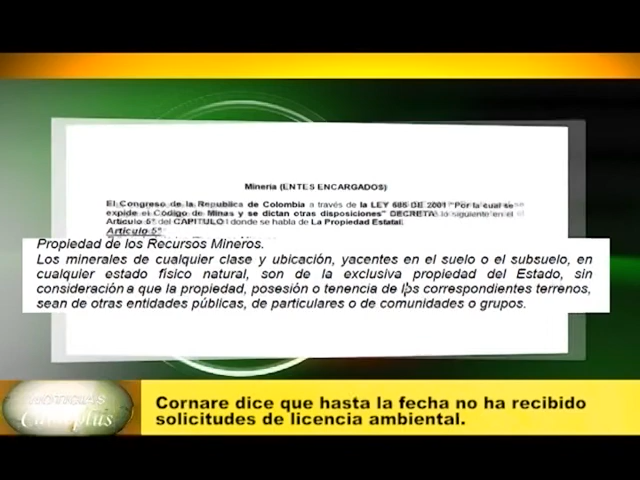 Minería (ENTES ENCARGADOS)
El Congreso de la Republica de Colombia a través de la LEY 685 DE 2001 "Por la cual se
expide el Código de Minas y se dictan otras disposiciones" DECRETA lo siguiente en el
Artículo 5° del CAPITULO I donde se habla de La Propiedad Estatal.
Artículo 5°
Propiedad de los Recursos Mineros.
Los minerales de cualquier clase y ubicación, yacentes en el suelo o el subsuelo, en
cualquier estado físico natural, son de la exclusiva propiedad del Estado, sin
consideración a que la propiedad, posesión o tenencia de los correspondientes terrenos,
sean de otras entidades públicas, de particulares o de comunidades o grupos.
NOTICIAS
plus
Cornare dice que hasta la fecha no ha recibido
solicitudes de licencia ambiental.